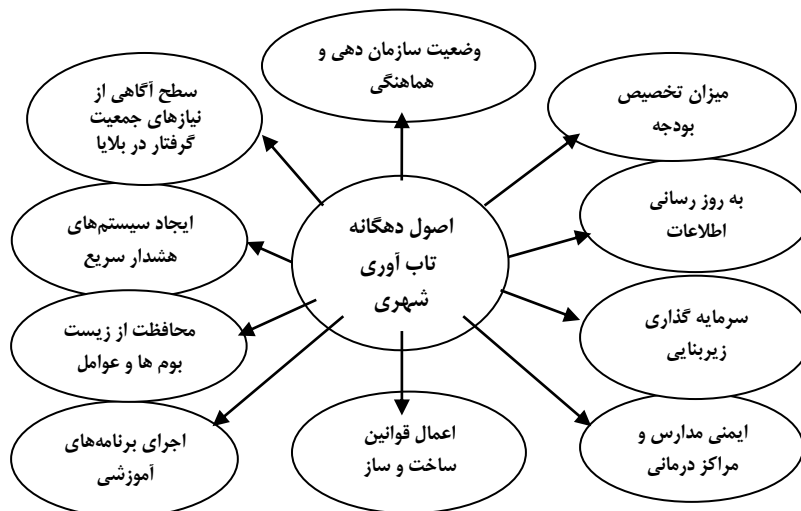 وضعیت سازمان دهی و
هماهنگی
میزان تخصیص
بودجه
به روز رسانی
اطلاعات
سرمایه گذاری
زیربنایی
ایمنی مدارس و
مراکز درمانی
اعمال قوانین
ساخت و ساز
اجرای برنامه‌های
آموزشی
محافظت از زیست
بوم ها و عوامل
ایجاد سیستم‌های
هشدار سریع
سطح آگاهی از
نیازهای جمعیت
گرفتار در بلایا
اصول دهگانه
تاب آوری
شهری